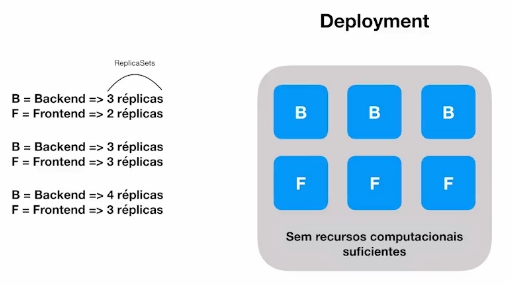 Deployment
ReplicaSets
B = Backend => 3 réplicas
F = Frontend => 2 réplicas
B = Backend => 3 réplicas
F = Frontend => 3 réplicas
B = Backend => 4 réplicas
F = Frontend => 3 réplicas
B B B
F F F
Sem recursos computacionais
suficientes